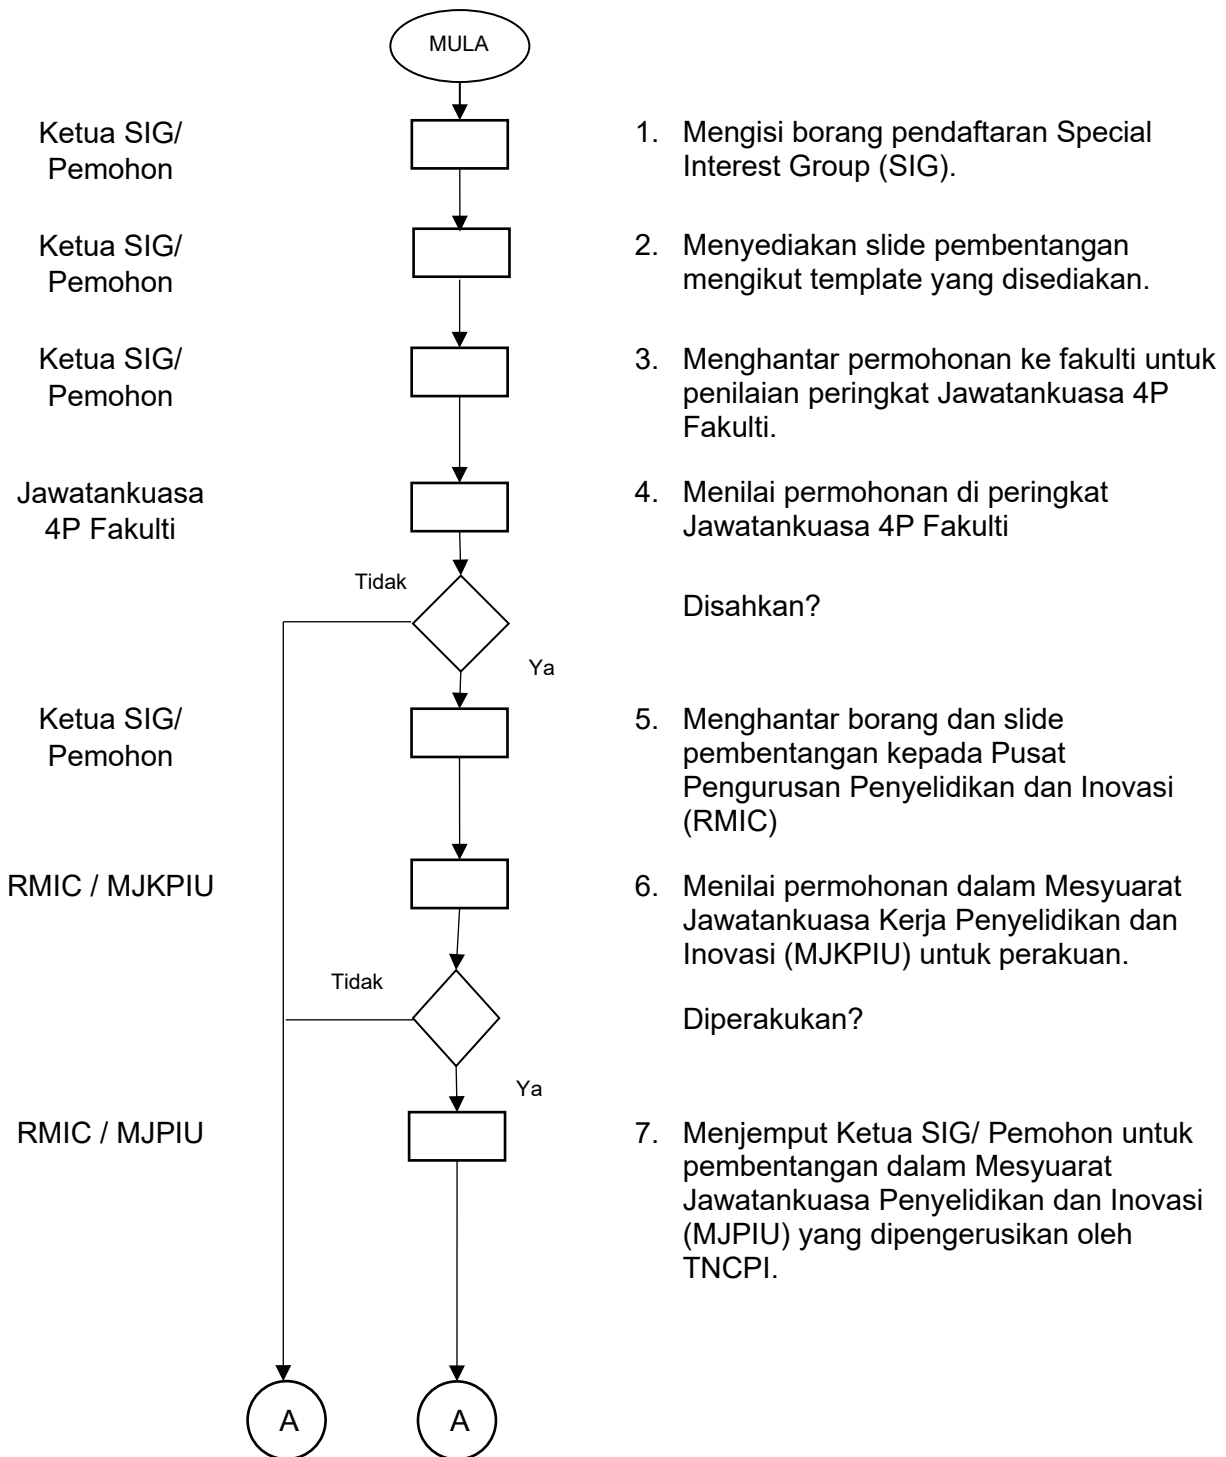 MULA
Ketua SIG/
Pemohon
1. Mengisi borang pendaftaran Special
Interest Group (SIG).
Ketua SIG/
Pemohon
2. Menyediakan slide pembentangan
mengikut template yang disediakan.
Ketua SIG/
Pemohon
3. Menghantar permohonan ke fakulti untuk
penilaian peringkat Jawatankuasa 4P
Fakulti.
Jawatankuasa
4P Fakulti
4. Menilai permohonan di peringkat
Jawatankuasa 4P Fakulti
Tidak
Disahkan?
Ya
Ketua SIG/
Pemohon
5. Menghantar borang dan slide
pembentangan kepada Pusat
Pengurusan Penyelidikan dan Inovasi
(RMIC)
RMIC / MJKPIU
6. Menilai permohonan dalam Mesyuarat
Jawatankuasa Kerja Penyelidikan dan
Inovasi (MJKPIU) untuk perakuan.
Tidak
Diperakukan?
Ya
RMIC / MJPIU
7. Menjemput Ketua SIG/ Pemohon untuk
pembentangan dalam Mesyuarat
Jawatankuasa Penyelidikan dan Inovasi
(MJPIU) yang dipengerusikan oleh
TNCPI.
A
A